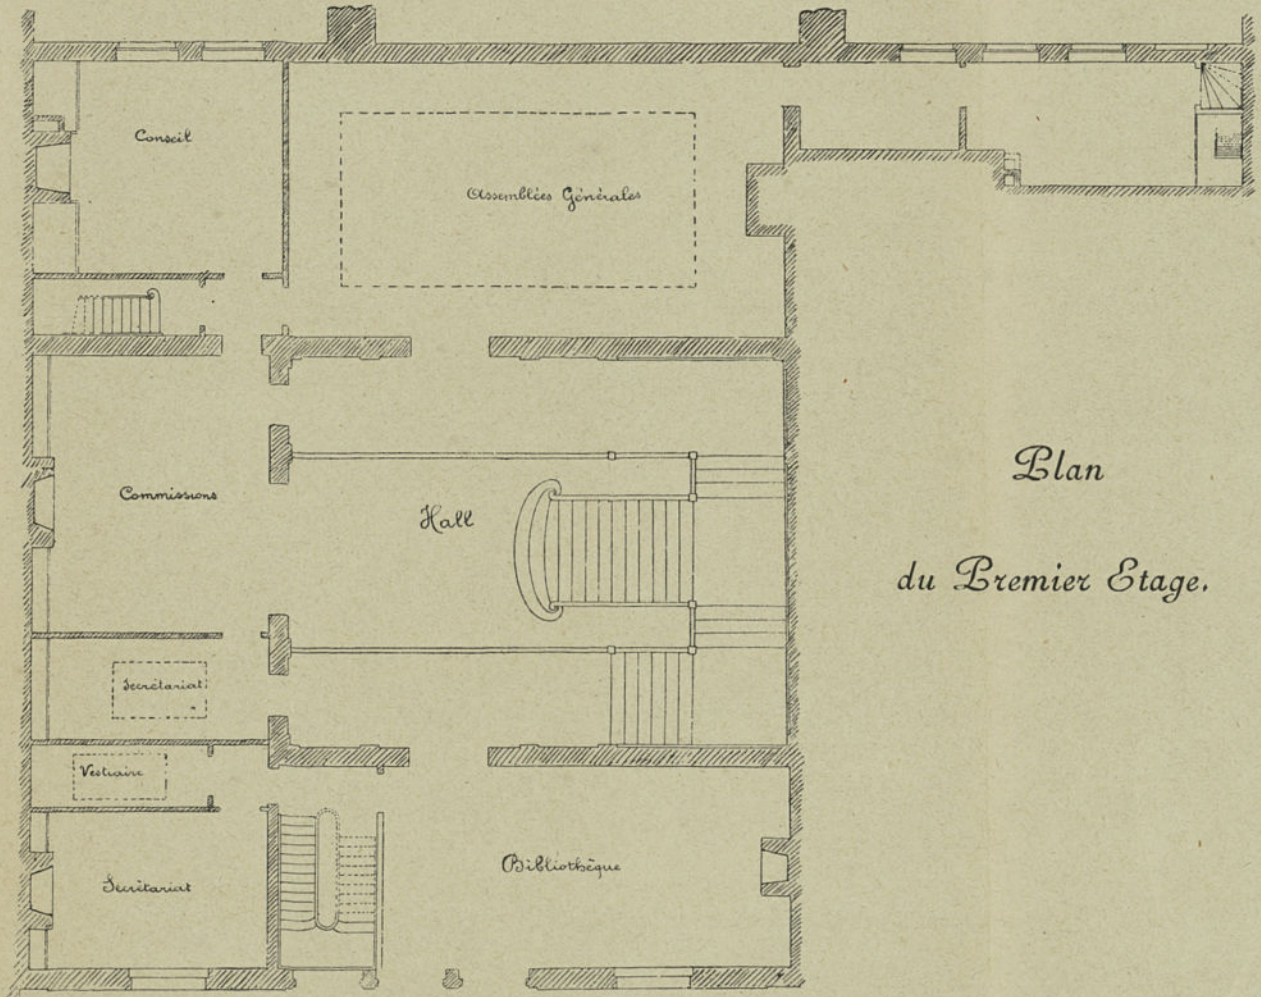 Conseil
Assemblées Générales
Commissions
Hall
Plan
du Premier Etage.
Secrétariat
Vestiaire
Secrétariat
Bibliothèque